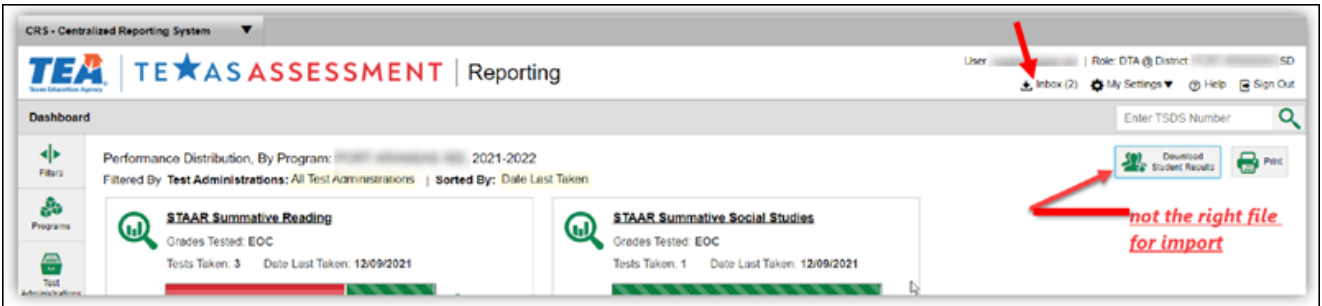 CRS - Centralized Reporting System
TEA
Texas Education Agency
TEXAS ASSESSMENT | Reporting
User | Role: DTA @ District: SD
Inbox (2) My Settings Help Sign Out
Dashboard
Enter TSDS Number
Filters
Performance Distribution, By Program: 2021-2022
Filtered By Test Administrations: All Test Administrations | Sorted By: Date Last Taken
Download
Student Results
Print
Programs
STAAR Summative Reading
Grades Tested: EOC
Tests Taken: 3 Date Last Taken: 12/09/2021
STAAR Summative Social Studies
Grades Tested: EOC
Tests Taken: 1 Date Last Taken: 12/09/2021
not the right file
for import
Test
Administrations